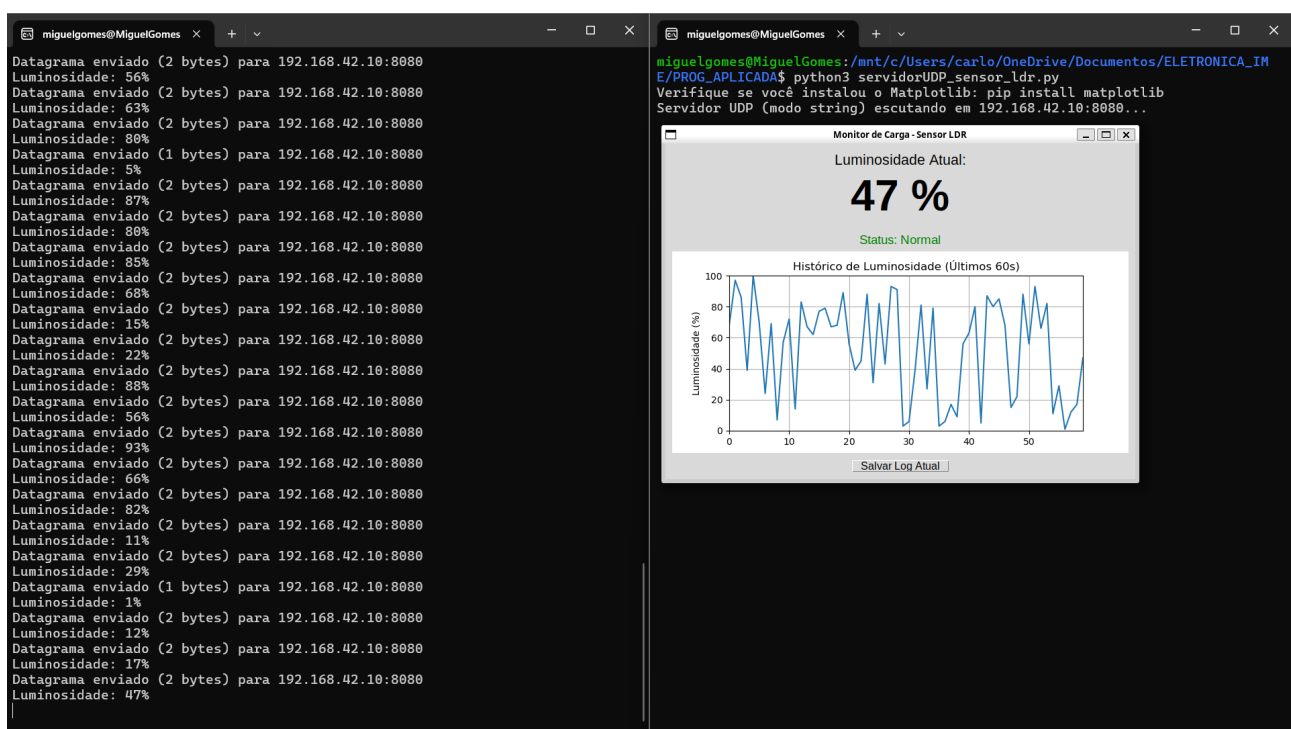 miguelgomes@MiguelGomes
Datagrama enviado (2 bytes) para 192.168.42.10:8080
Luminosidade: 56%
Datagrama enviado (2 bytes) para 192.168.42.10:8080
Luminosidade: 63%
Datagrama enviado (2 bytes) para 192.168.42.10:8080
Luminosidade: 80%
Datagrama enviado (1 bytes) para 192.168.42.10:8080
Luminosidade: 5%
Datagrama enviado (2 bytes) para 192.168.42.10:8080
Luminosidade: 87%
Datagrama enviado (2 bytes) para 192.168.42.10:8080
Luminosidade: 80%
Datagrama enviado (2 bytes) para 192.168.42.10:8080
Luminosidade: 85%
Datagrama enviado (2 bytes) para 192.168.42.10:8080
Luminosidade: 68%
Datagrama enviado (2 bytes) para 192.168.42.10:8080
Luminosidade: 15%
Datagrama enviado (2 bytes) para 192.168.42.10:8080
Luminosidade: 22%
Datagrama enviado (2 bytes) para 192.168.42.10:8080
Luminosidade: 88%
Datagrama enviado (2 bytes) para 192.168.42.10:8080
Luminosidade: 56%
Datagrama enviado (2 bytes) para 192.168.42.10:8080
Luminosidade: 93%
Datagrama enviado (2 bytes) para 192.168.42.10:8080
Luminosidade: 66%
Datagrama enviado (2 bytes) para 192.168.42.10:8080
Luminosidade: 82%
Datagrama enviado (2 bytes) para 192.168.42.10:8080
Luminosidade: 11%
Datagrama enviado (2 bytes) para 192.168.42.10:8080
Luminosidade: 29%
Datagrama enviado (1 bytes) para 192.168.42.10:8080
Luminosidade: 1%
Datagrama enviado (2 bytes) para 192.168.42.10:8080
Luminosidade: 12%
Datagrama enviado (2 bytes) para 192.168.42.10:8080
Luminosidade: 17%
Datagrama enviado (2 bytes) para 192.168.42.10:8080
Luminosidade: 47%
miguelgomes@MiguelGomes
miguelgomes@MiguelGomes:/mnt/c/Users/carlo/OneDrive/Documentos/ELETRONICA_IM
E/PROG_APLICADA$ python3 servidorUDP_sensor_ldr.py
Verifique se você instalou o Matplotlib: pip install matplotlib
Servidor UDP (modo string) escutando em 192.168.42.10:8080...
Monitor de Carga - Sensor LDR
Luminosidade Atual:
47 %
Status: Normal
Histórico de Luminosidade (Últimos 60s)
Luminosidade (%)
100
80
60
40
20
0
0 10 20 30 40 50
Salvar Log Atual